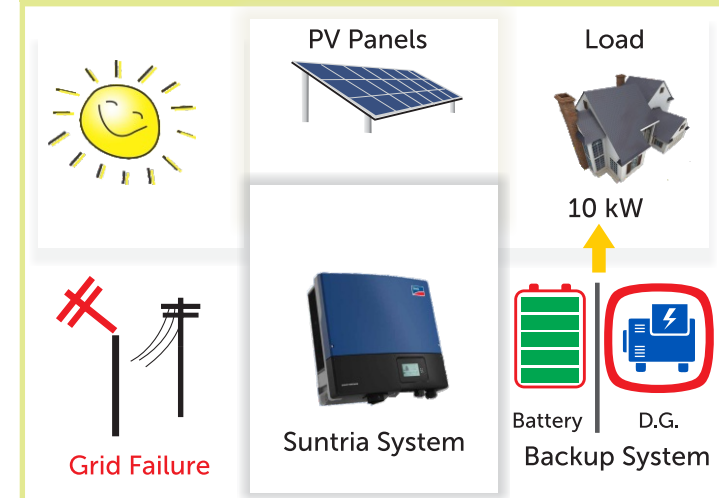 PV Panels
Load
10 kW
Battery
D.G.
Backup System
Suntria System
Grid Failure